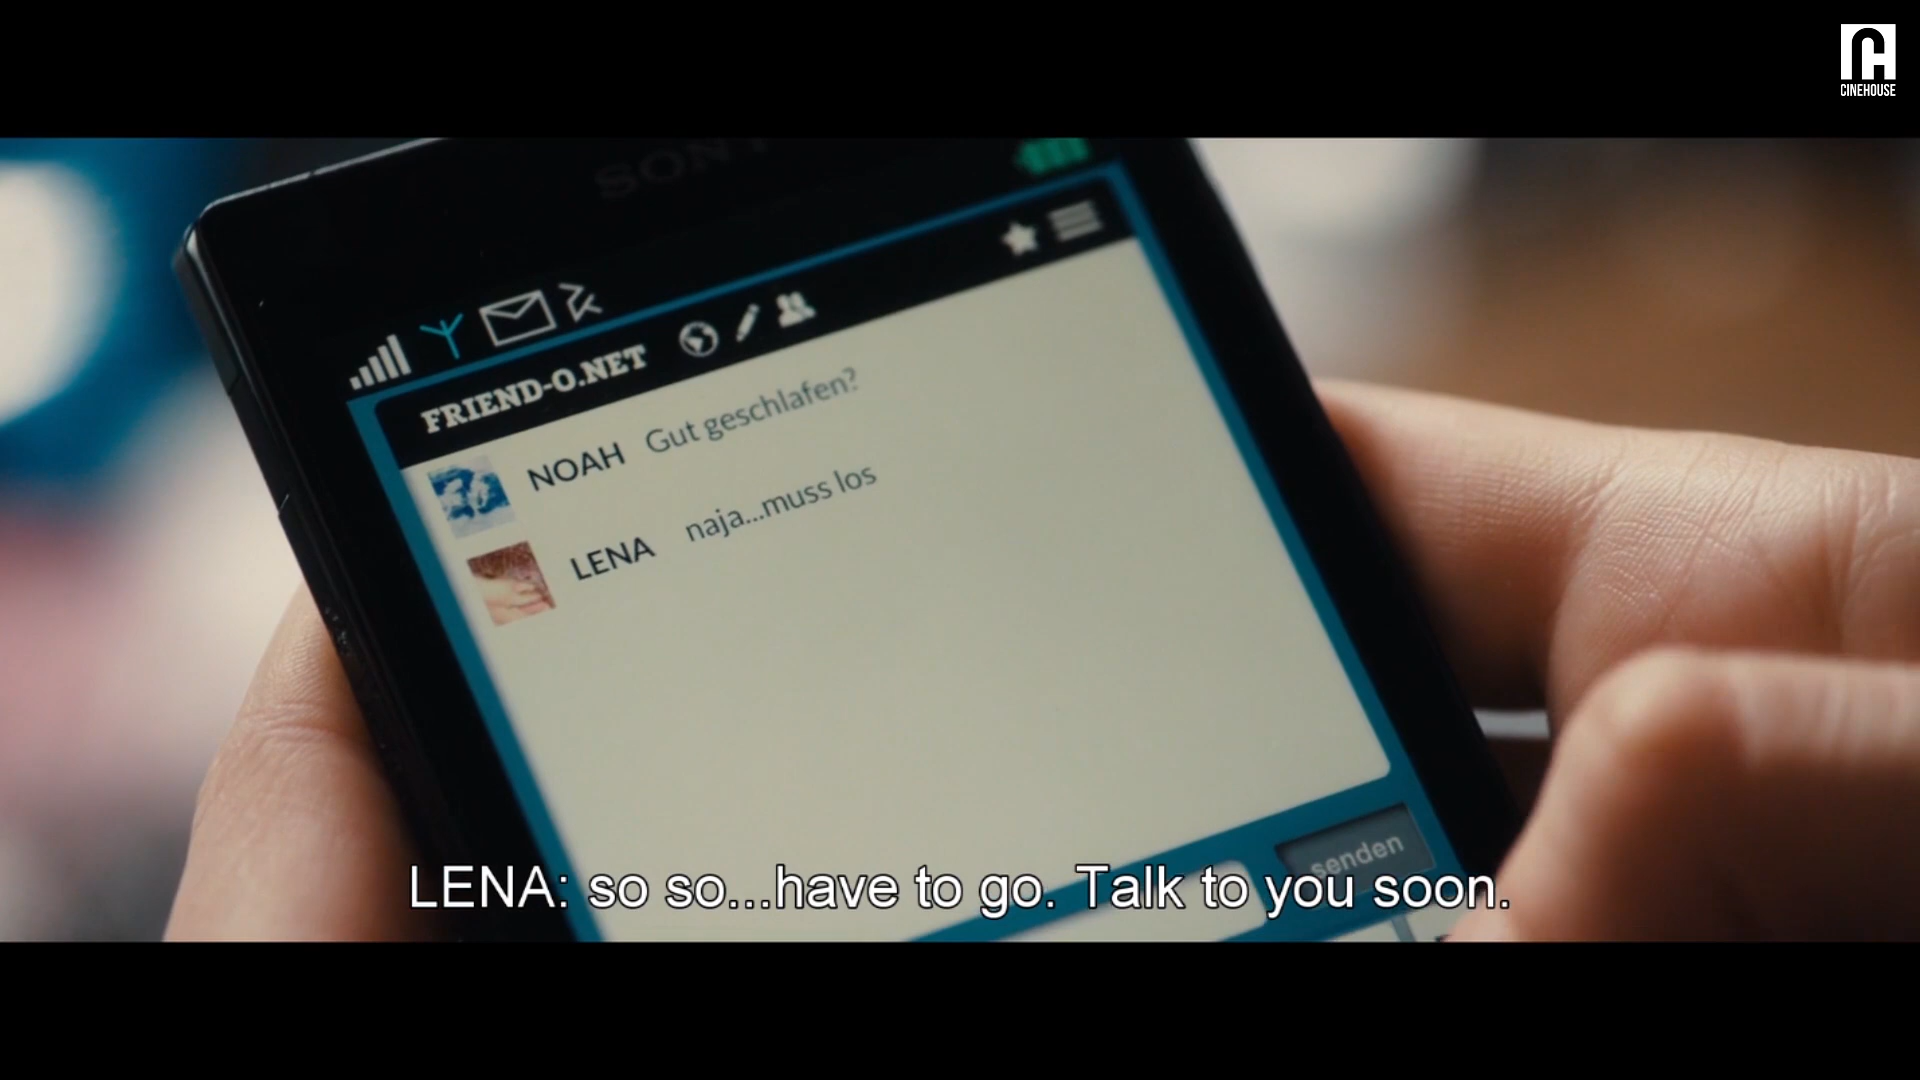 CINEHOUSE
SONY
FRIEND-O.NET
NOAH Gut geschlafen?
LENA naja...muss los
senden
LENA: so so...have to go. Talk to you soon.